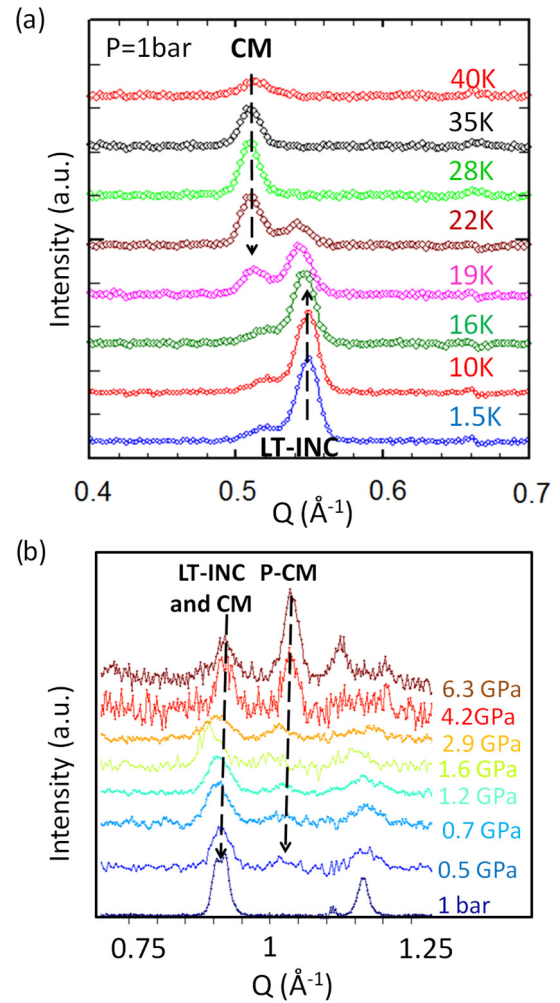 (a)
P=1bar
CM
40K
35K
28K
22K
19K
16K
10K
1.5K
LT-INC
Intensity (a.u.)
0.4
0.5
0.6
0.7
Q (Å-1)
(b)
LT-INC
and CM
P-CM
6.3 GPa
4.2GPa
2.9 GPa
1.6 GPa
1.2 GPa
0.7 GPa
0.5 GPa
1 bar
Intensity (a.u.)
0.75
1
1.25
Q (Å-1)